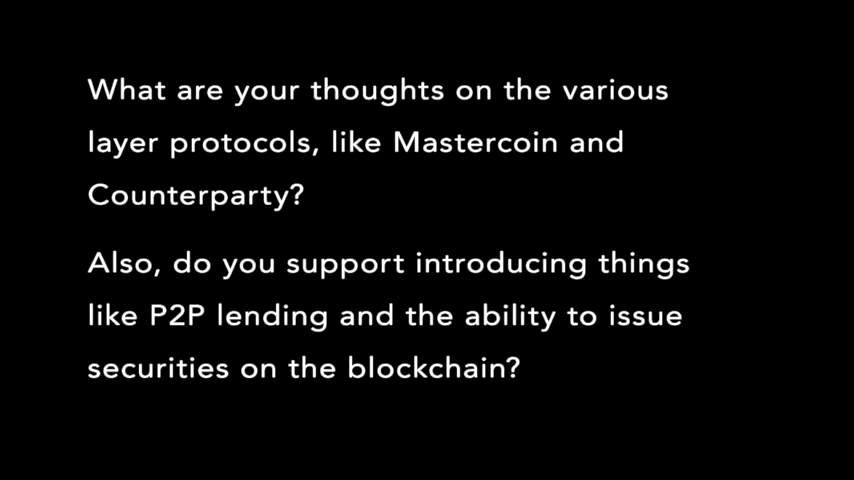 What are your thoughts on the various
layer protocols, like Mastercoin and
Counterparty?
Also, do you support introducing things
like P2P lending and the ability to issue
securities on the blockchain?